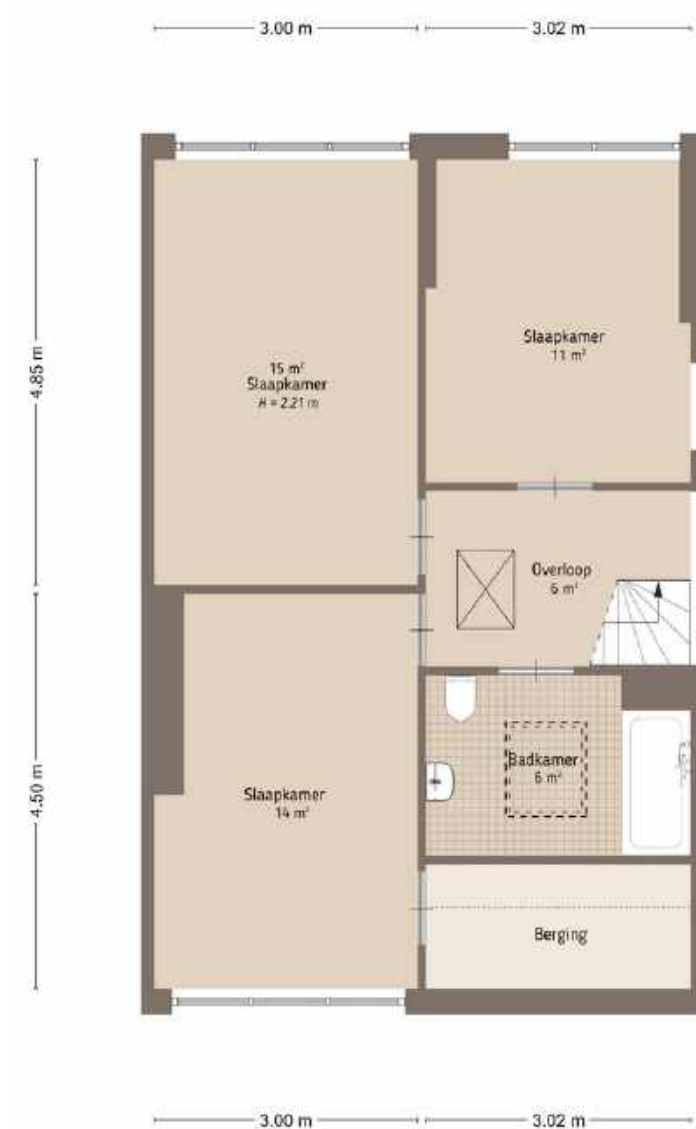 3.00 m
3.02 m
4.85 m
15 m²
Slaapkamer
H = 2.21 m
Slaapkamer
11 m²
Overloop
6 m²
4.50 m
Slaapkamer
14 m²
Badkamer
6 m²
Berging
3.00 m
3.02 m